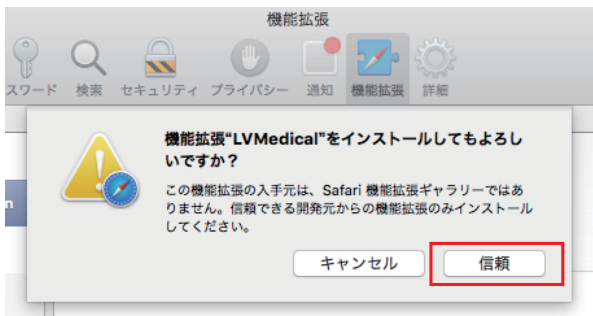 機能拡張
スワード 検索 セキュリティ プライバシー 通知 機能拡張 詳細
機能拡張“LVMedical”をインストールしてもよろし
いですか？
この機能拡張の入手元は、Safari 機能拡張ギャラリーではあ
りません。信頼できる開発元からの機能拡張のみインストール
してください。
キャンセル 信頼
n